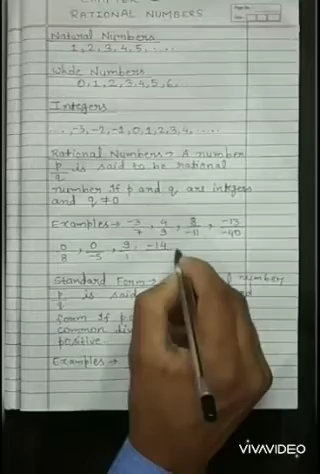 RATIONAL NUMBERS
Natural Numbers
1, 2, 3, 4, 5, .....
Whole Numbers
0, 1, 2, 3, 4, 5, 6,
Integers
....., -3, -2, -1, 0, 1, 2, 3, 4, .....
Rational Numbers → A number
p/q is said to be rational
number If p and q, are integers
and q ≠ 0
Examples → -3/7, 4/9, 8/-11, -13/-40
0/8, 0/-5, 9/1, -14
Standard Form → number
p/q is said
form If p
common
positive.
Examples →
VIVAVIDEO